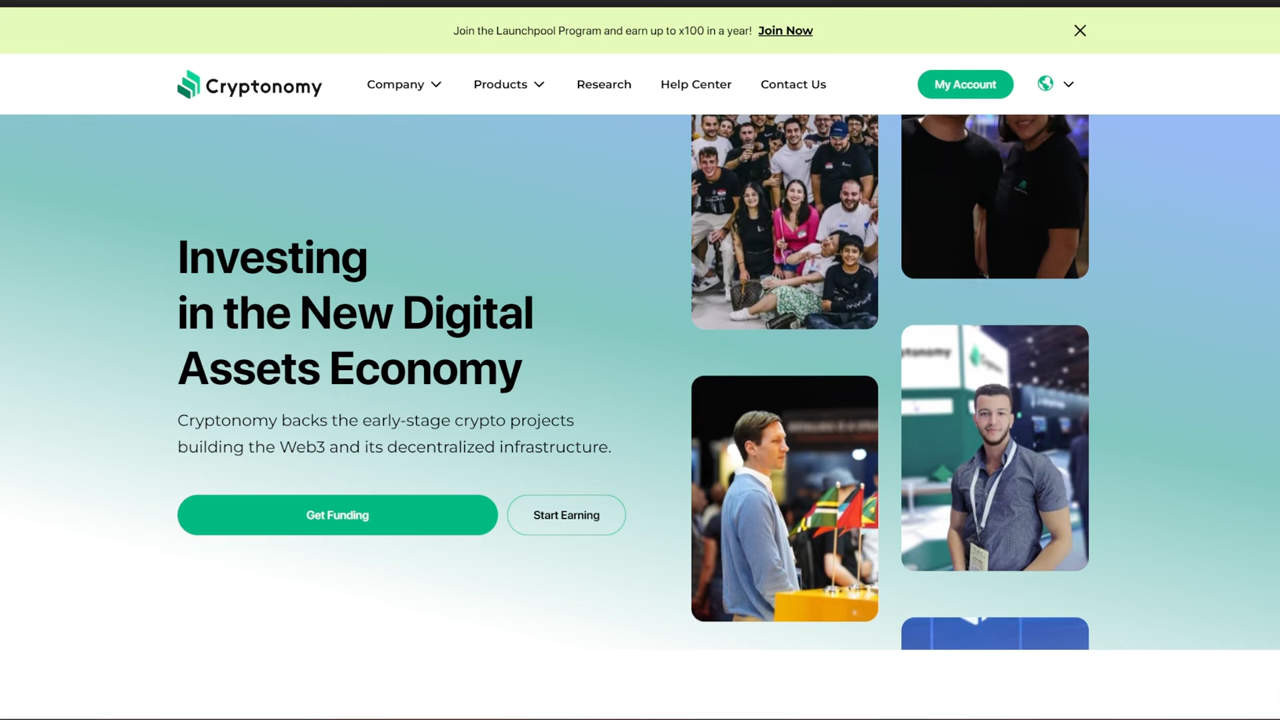 Join the Launchpool Program and earn up to x100 in a year! Join Now
Cryptonomy
Company
Products
Research
Help Center
Contact Us
My Account
Investing
in the New Digital
Assets Economy
Cryptonomy backs the early-stage crypto projects
building the Web3 and its decentralized infrastructure.
Get Funding
Start Earning